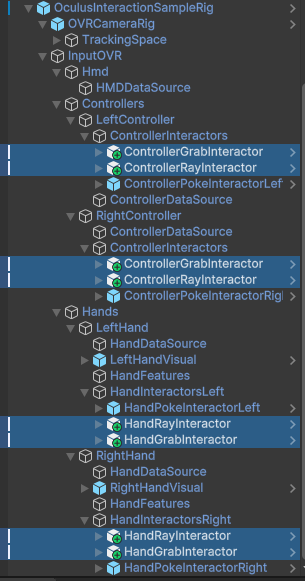 OculusInteractionSampleRig
OVRCameraRig
TrackingSpace
InputOVR
Hmd
HMDDataSource
Controllers
LeftController
ControllerInteractors
ControllerGrabInteractor
ControllerRayInteractor
ControllerPokeInteractorLef
ControllerDataSource
RightController
ControllerDataSource
ControllerInteractors
ControllerGrabInteractor
ControllerRayInteractor
ControllerPokeInteractorRig
Hands
LeftHand
HandDataSource
LeftHandVisual
HandFeatures
HandInteractorsLeft
HandPokeInteractorLeft
HandRayInteractor
HandGrabInteractor
RightHand
HandDataSource
RightHandVisual
HandFeatures
HandInteractorsRight
HandRayInteractor
HandGrabInteractor
HandPokeInteractorRight